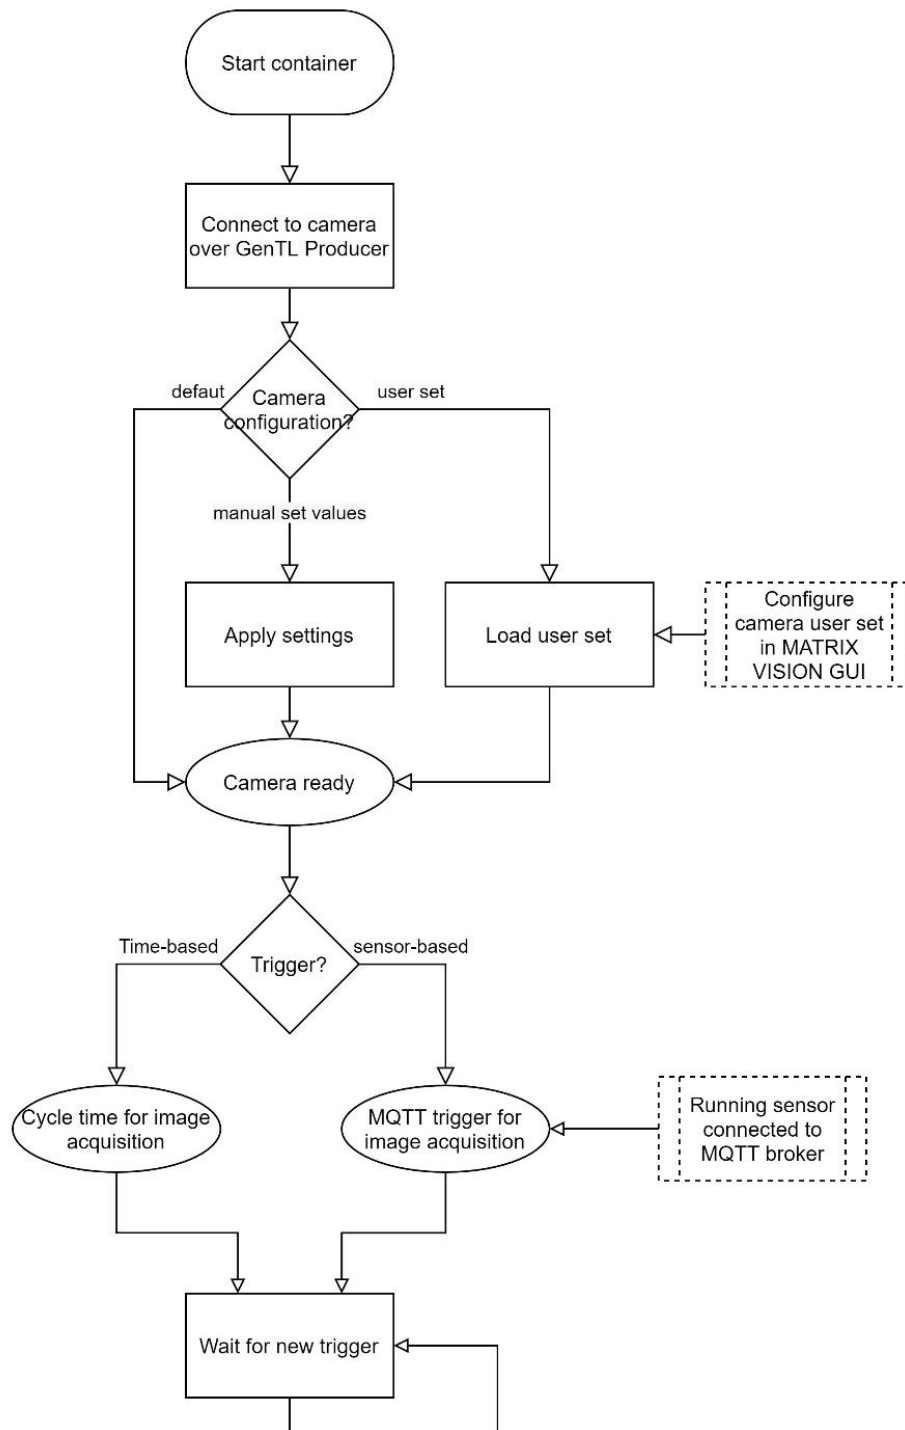 Start container
Connect to camera
over GenTL Producer
defaut
Camera
configuration?
user set
manual set values
Apply settings
Load user set
Configure
camera user set
in MATRIX
VISION GUI
Camera ready
Time-based
Trigger?
sensor-based
Cycle time for image
acquisition
MQTT trigger for
image acquisition
Running sensor
connected to
MQTT broker
Wait for new trigger